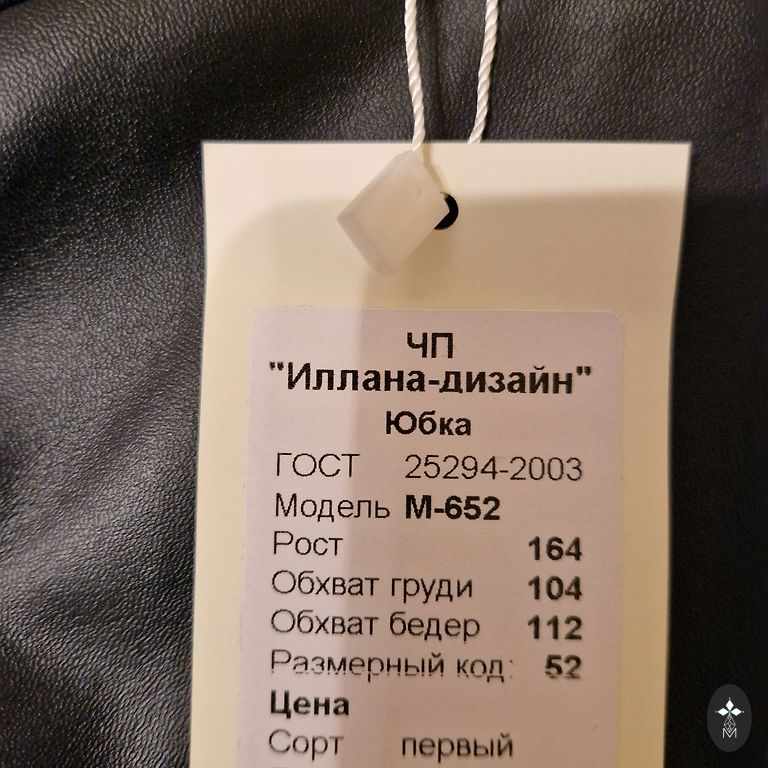 ЧП
"Иллана-дизайн"
Юбка
ГОСТ 25294-2003
Модель М-652
Рост 164
Обхват груди 104
Обхват бедер 112
Размерный код: 52
Цена
Сорт первый
M